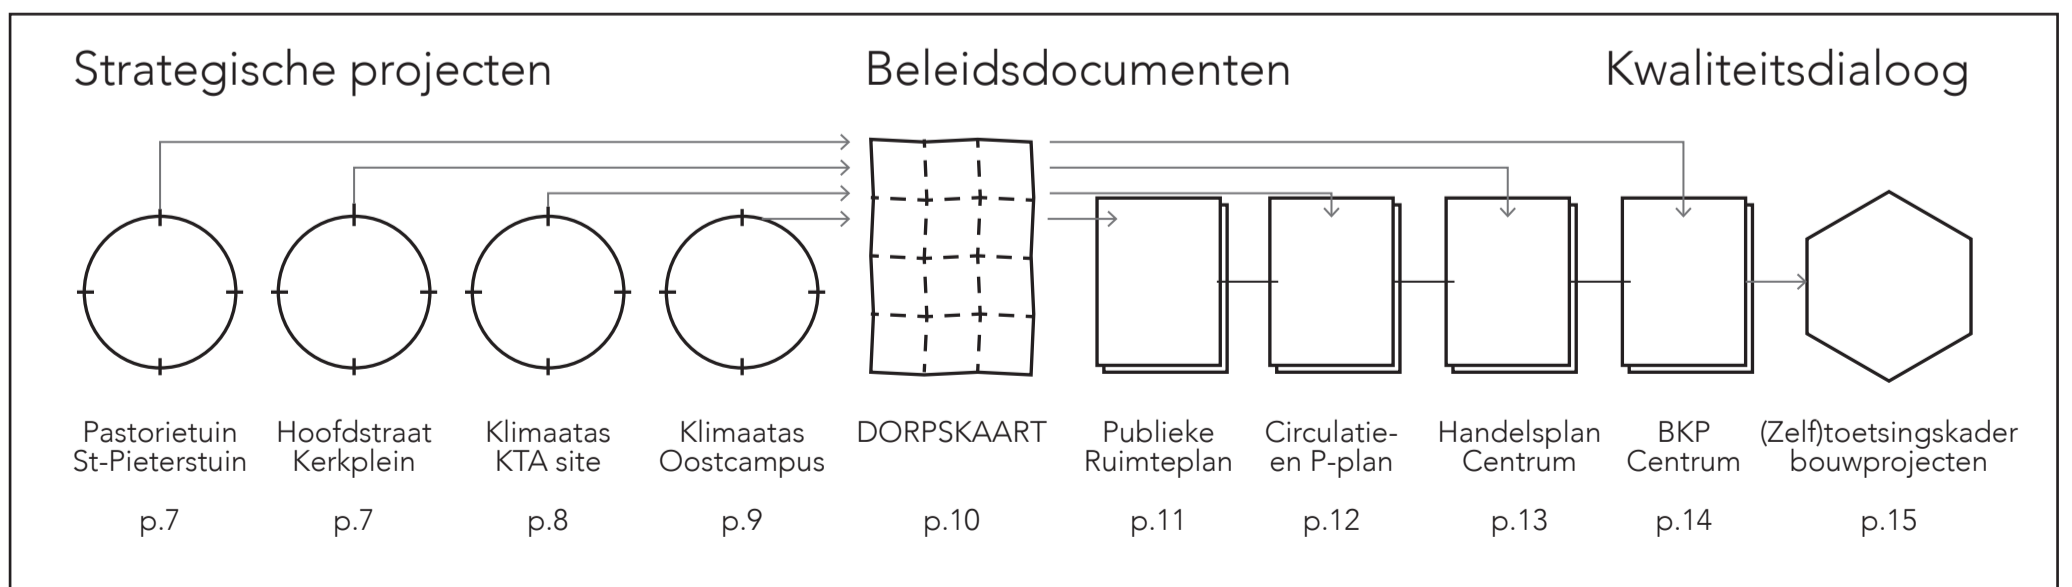 Strategische projecten
Beleidsdocumenten
Kwaliteitsdialoog
Pastorietuin
St-Pieterstuin
p.7
Hoofdstraat
Kerkplein
p.7
Klimaatas
KTA site
p.8
Klimaatas
Oostcampus
p.9
DORPSKAART
p.10
Publieke
Ruimteplan
p.11
Circulatie-
en P-plan
p.12
Handelsplan
Centrum
p.13
BKP
Centrum
p.14
(Zelf)toetsingskader
bouwprojecten
p.15